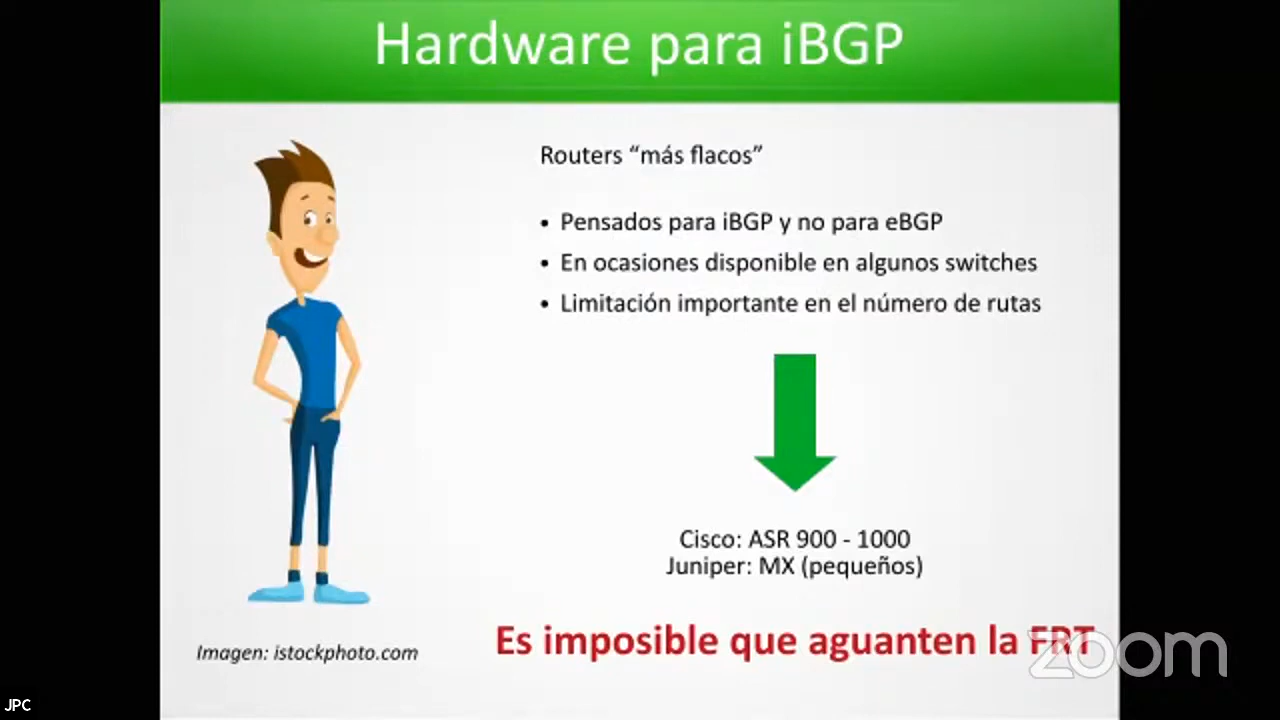 Hardware para iBGP
Routers “más flacos”
• Pensados para iBGP y no para eBGP
• En ocasiones disponible en algunos switches
• Limitación importante en el número de rutas
Cisco: ASR 900 - 1000
Juniper: MX (pequeños)
Es imposible que aguanten la FRT
Imagen: istockphoto.com
zoom
JPC